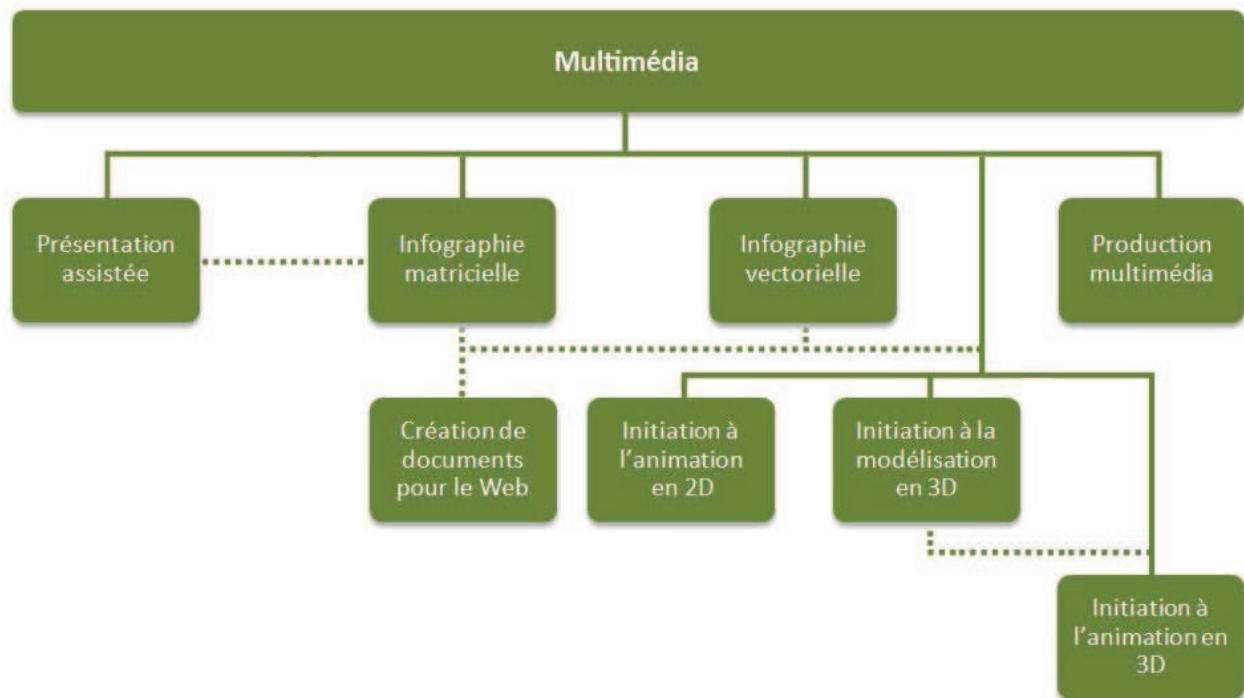 Multimédia
Présentation
assistée
Infographie
matricielle
Infographie
vectorielle
Production
multimédia
Création de
documents
pour le Web
Initiation à
l’animation
en 2D
Initiation à la
modélisation
en 3D
Initiation à
l’animation en
3D